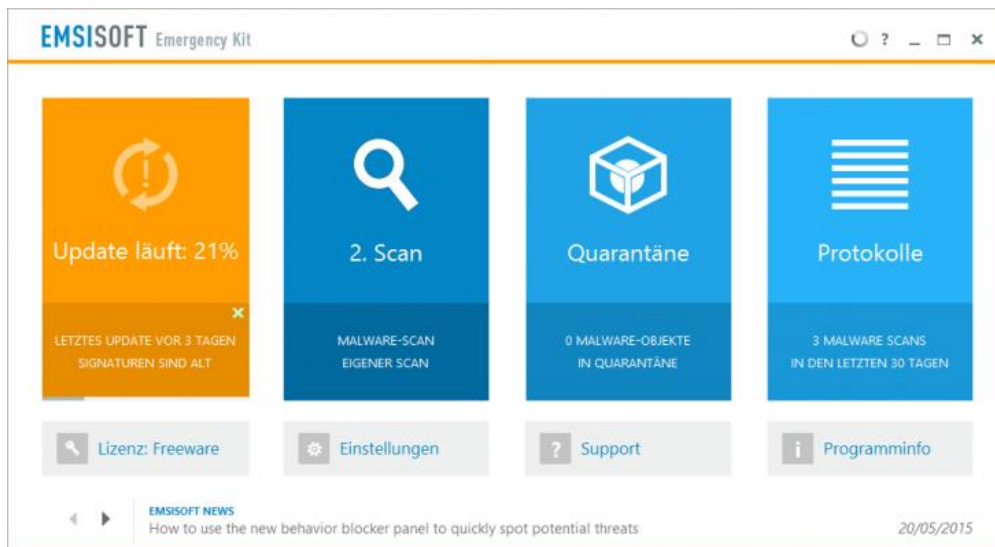 EMSISOFT Emergency Kit
Update läuft: 21%
LETZTES UPDATE VOR 3 TAGEN
SIGNATUREN SIND ALT
2. Scan
MALWARE-SCAN
EIGENER SCAN
Quarantäne
0 MALWARE-OBJEKTE
IN QUARANTÄNE
Protokolle
3 MALWARE SCANS
IN DEN LETZTEN 30 TAGEN
Lizenz: Freeware
Einstellungen
Support
Programminfo
EMSISOFT NEWS
How to use the new behavior blocker panel to quickly spot potential threats
20/05/2015